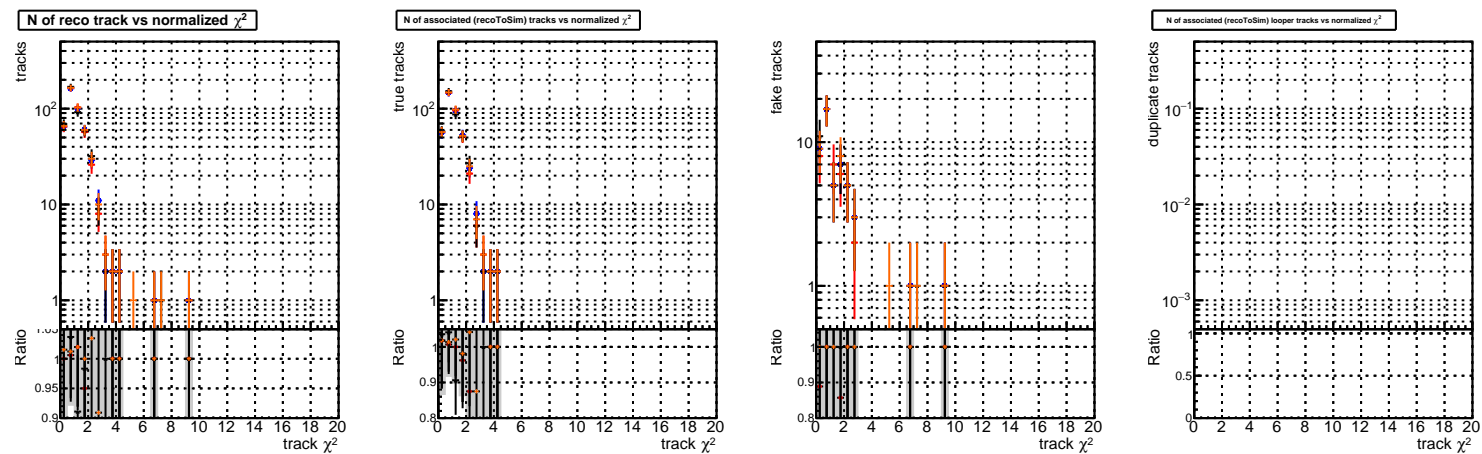 N of reco track vs normalized χ²
tracks
10²
10
1
Ratio
1.05
1
0.95
0.9
0 2 4 6 8 10 12 14 16 18 20
track χ²
N of associated (recoToSim) tracks vs normalized χ²
true tracks
10²
10
1
Ratio
1
0.9
0.8
0 2 4 6 8 10 12 14 16 18 20
track χ²
fake tracks
10
1
Ratio
1
0.9
0.8
0 2 4 6 8 10 12 14 16 18 20
track χ²
N of associated (recoToSim) looper tracks vs normalized χ²
duplicate tracks
10⁻¹
10⁻²
10⁻³
Ratio
1
0.5
0
0 2 4 6 8 10 12 14 16 18 20
track χ²